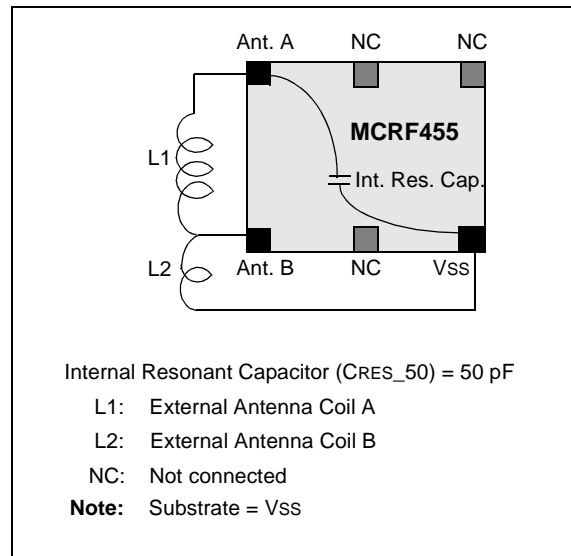 Ant. A NC NC
MCRF455
L1
Int. Res. Cap.
L2 Ant. B NC VSS
Internal Resonant Capacitor (CRES_50) = 50 pF
L1: External Antenna Coil A
L2: External Antenna Coil B
NC: Not connected
Note: Substrate = VSS